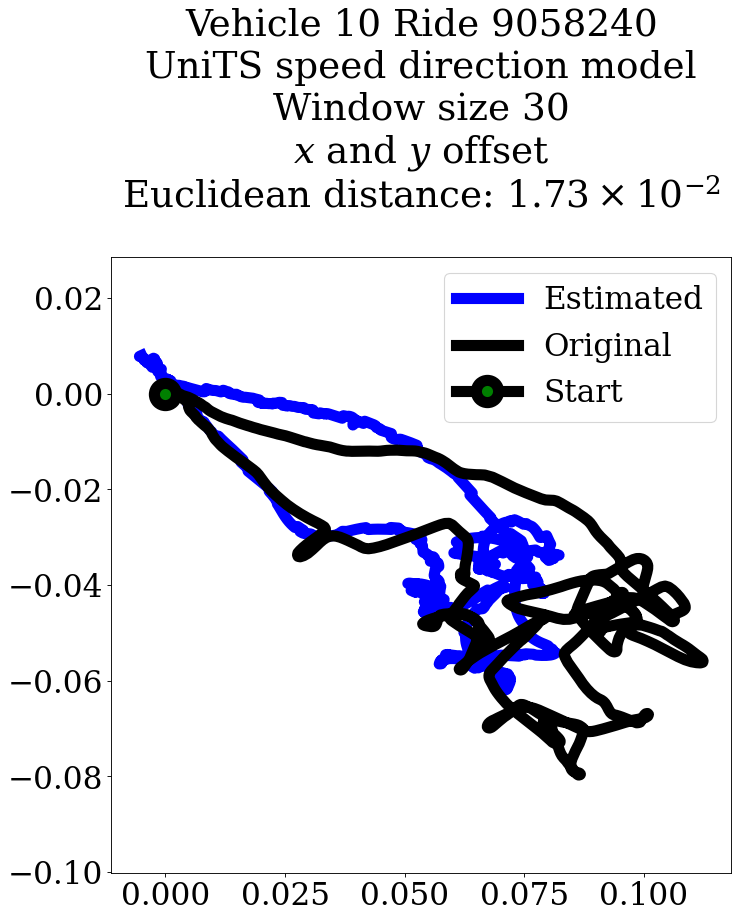 Vehicle 10 Ride 9058240
UniTS speed direction model
Window size 30
x and y offset
Euclidean distance: 1.73 × 10⁻²
Estimated
Original
Start
0.02
0.00
−0.02
−0.04
−0.06
−0.08
−0.10
0.000 0.025 0.050 0.075 0.100